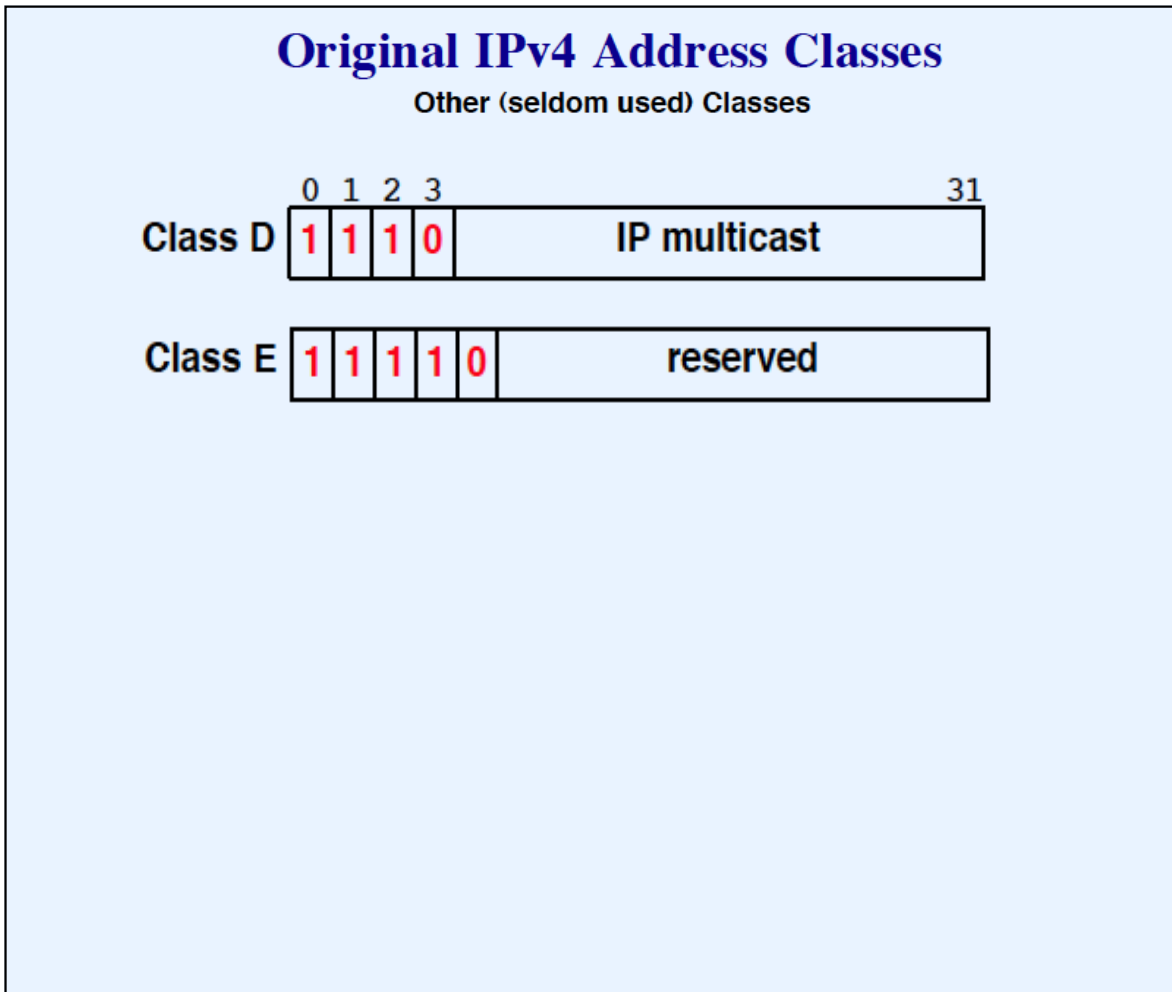 Original IPv4 Address Classes
Other (seldom used) Classes
0 1 2 3 31
Class D 1 1 1 0 IP multicast
Class E 1 1 1 1 0 reserved